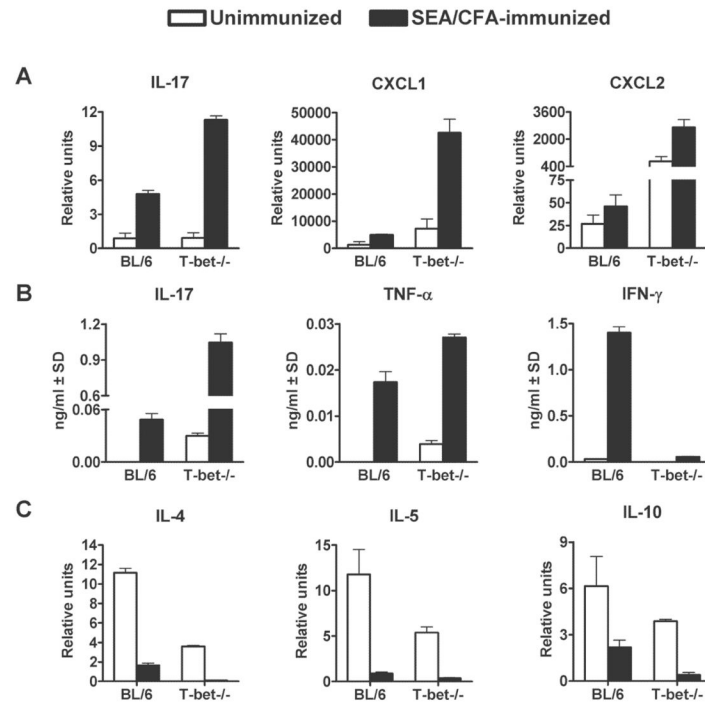 Unimmunized SEA/CFA-immunized
A
IL-17
Relative units
12
9
6
3
0
BL/6 T-bet-/-
CXCL1
Relative units
50000
40000
30000
20000
10000
0
BL/6 T-bet-/-
CXCL2
Relative units
3600
2000
400
75
50
25
0
BL/6 T-bet-/-
B
IL-17
ng/ml ± SD
1.2
0.9
0.6
0.06
0.00
BL/6 T-bet-/-
TNF-α
ng/ml ± SD
0.03
0.02
0.01
0.00
BL/6 T-bet-/-
IFN-γ
ng/ml ± SD
1.5
1.0
0.5
0.0
BL/6 T-bet-/-
C
IL-4
Relative units
14
12
10
8
6
4
2
0
BL/6 T-bet-/-
IL-5
Relative units
15
10
5
0
BL/6 T-bet-/-
IL-10
Relative units
9
6
3
0
BL/6 T-bet-/-